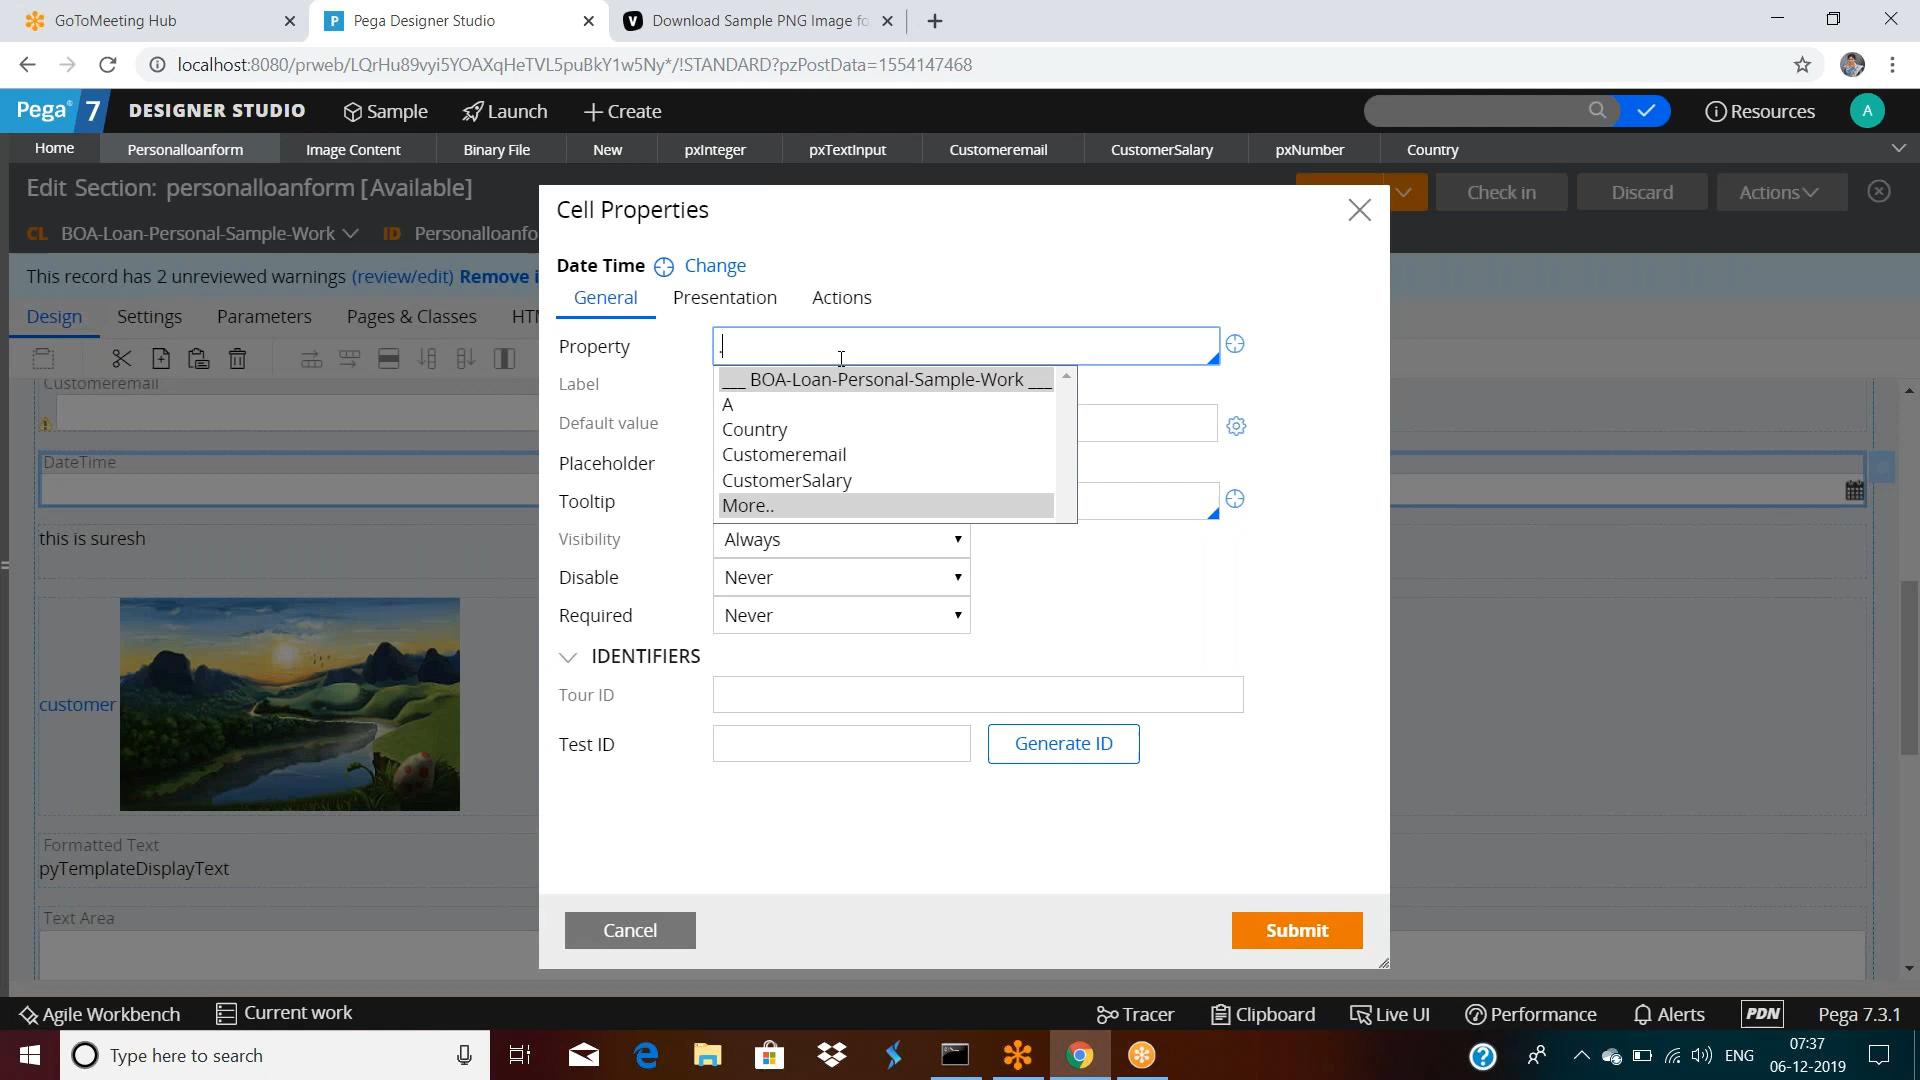 GoToMeeting Hub
Pega Designer Studio
Download Sample PNG Image fo
localhost:8080/prweb/LQrHu89vyi5YOAXqHeTVL5puBkY1w5Ny*/!STANDARD?pzPostData=1554147468
Pega 7 DESIGNER STUDIO Sample Launch Create Resources A
Home Personalloanform Image Content Binary File New pxInteger pxTextInput Customeremail CustomerSalary pxNumber Country
Edit Section: personalloanform [Available]
Check in Discard Actions
CL BOA-Loan-Personal-Sample-Work ID Personalloanfo
This record has 2 unreviewed warnings (review/edit) Remove i
Design Settings Parameters Pages & Classes HT
Customeremail
DateTime
this is suresh
customer
Formatted Text
pyTemplateDisplayText
Text Area
Cell Properties
Date Time Change
General Presentation Actions
Property .
___ BOA-Loan-Personal-Sample-Work ___
A
Country
Customeremail
CustomerSalary
More..
Label
Default value
Placeholder
Tooltip
Visibility Always
Disable Never
Required Never
IDENTIFIERS
Tour ID
Test ID Generate ID
Cancel Submit
Agile Workbench Current work Tracer Clipboard Live UI Performance Alerts PDN Pega 7.3.1
Type here to search
ENG
07:37
06-12-2019